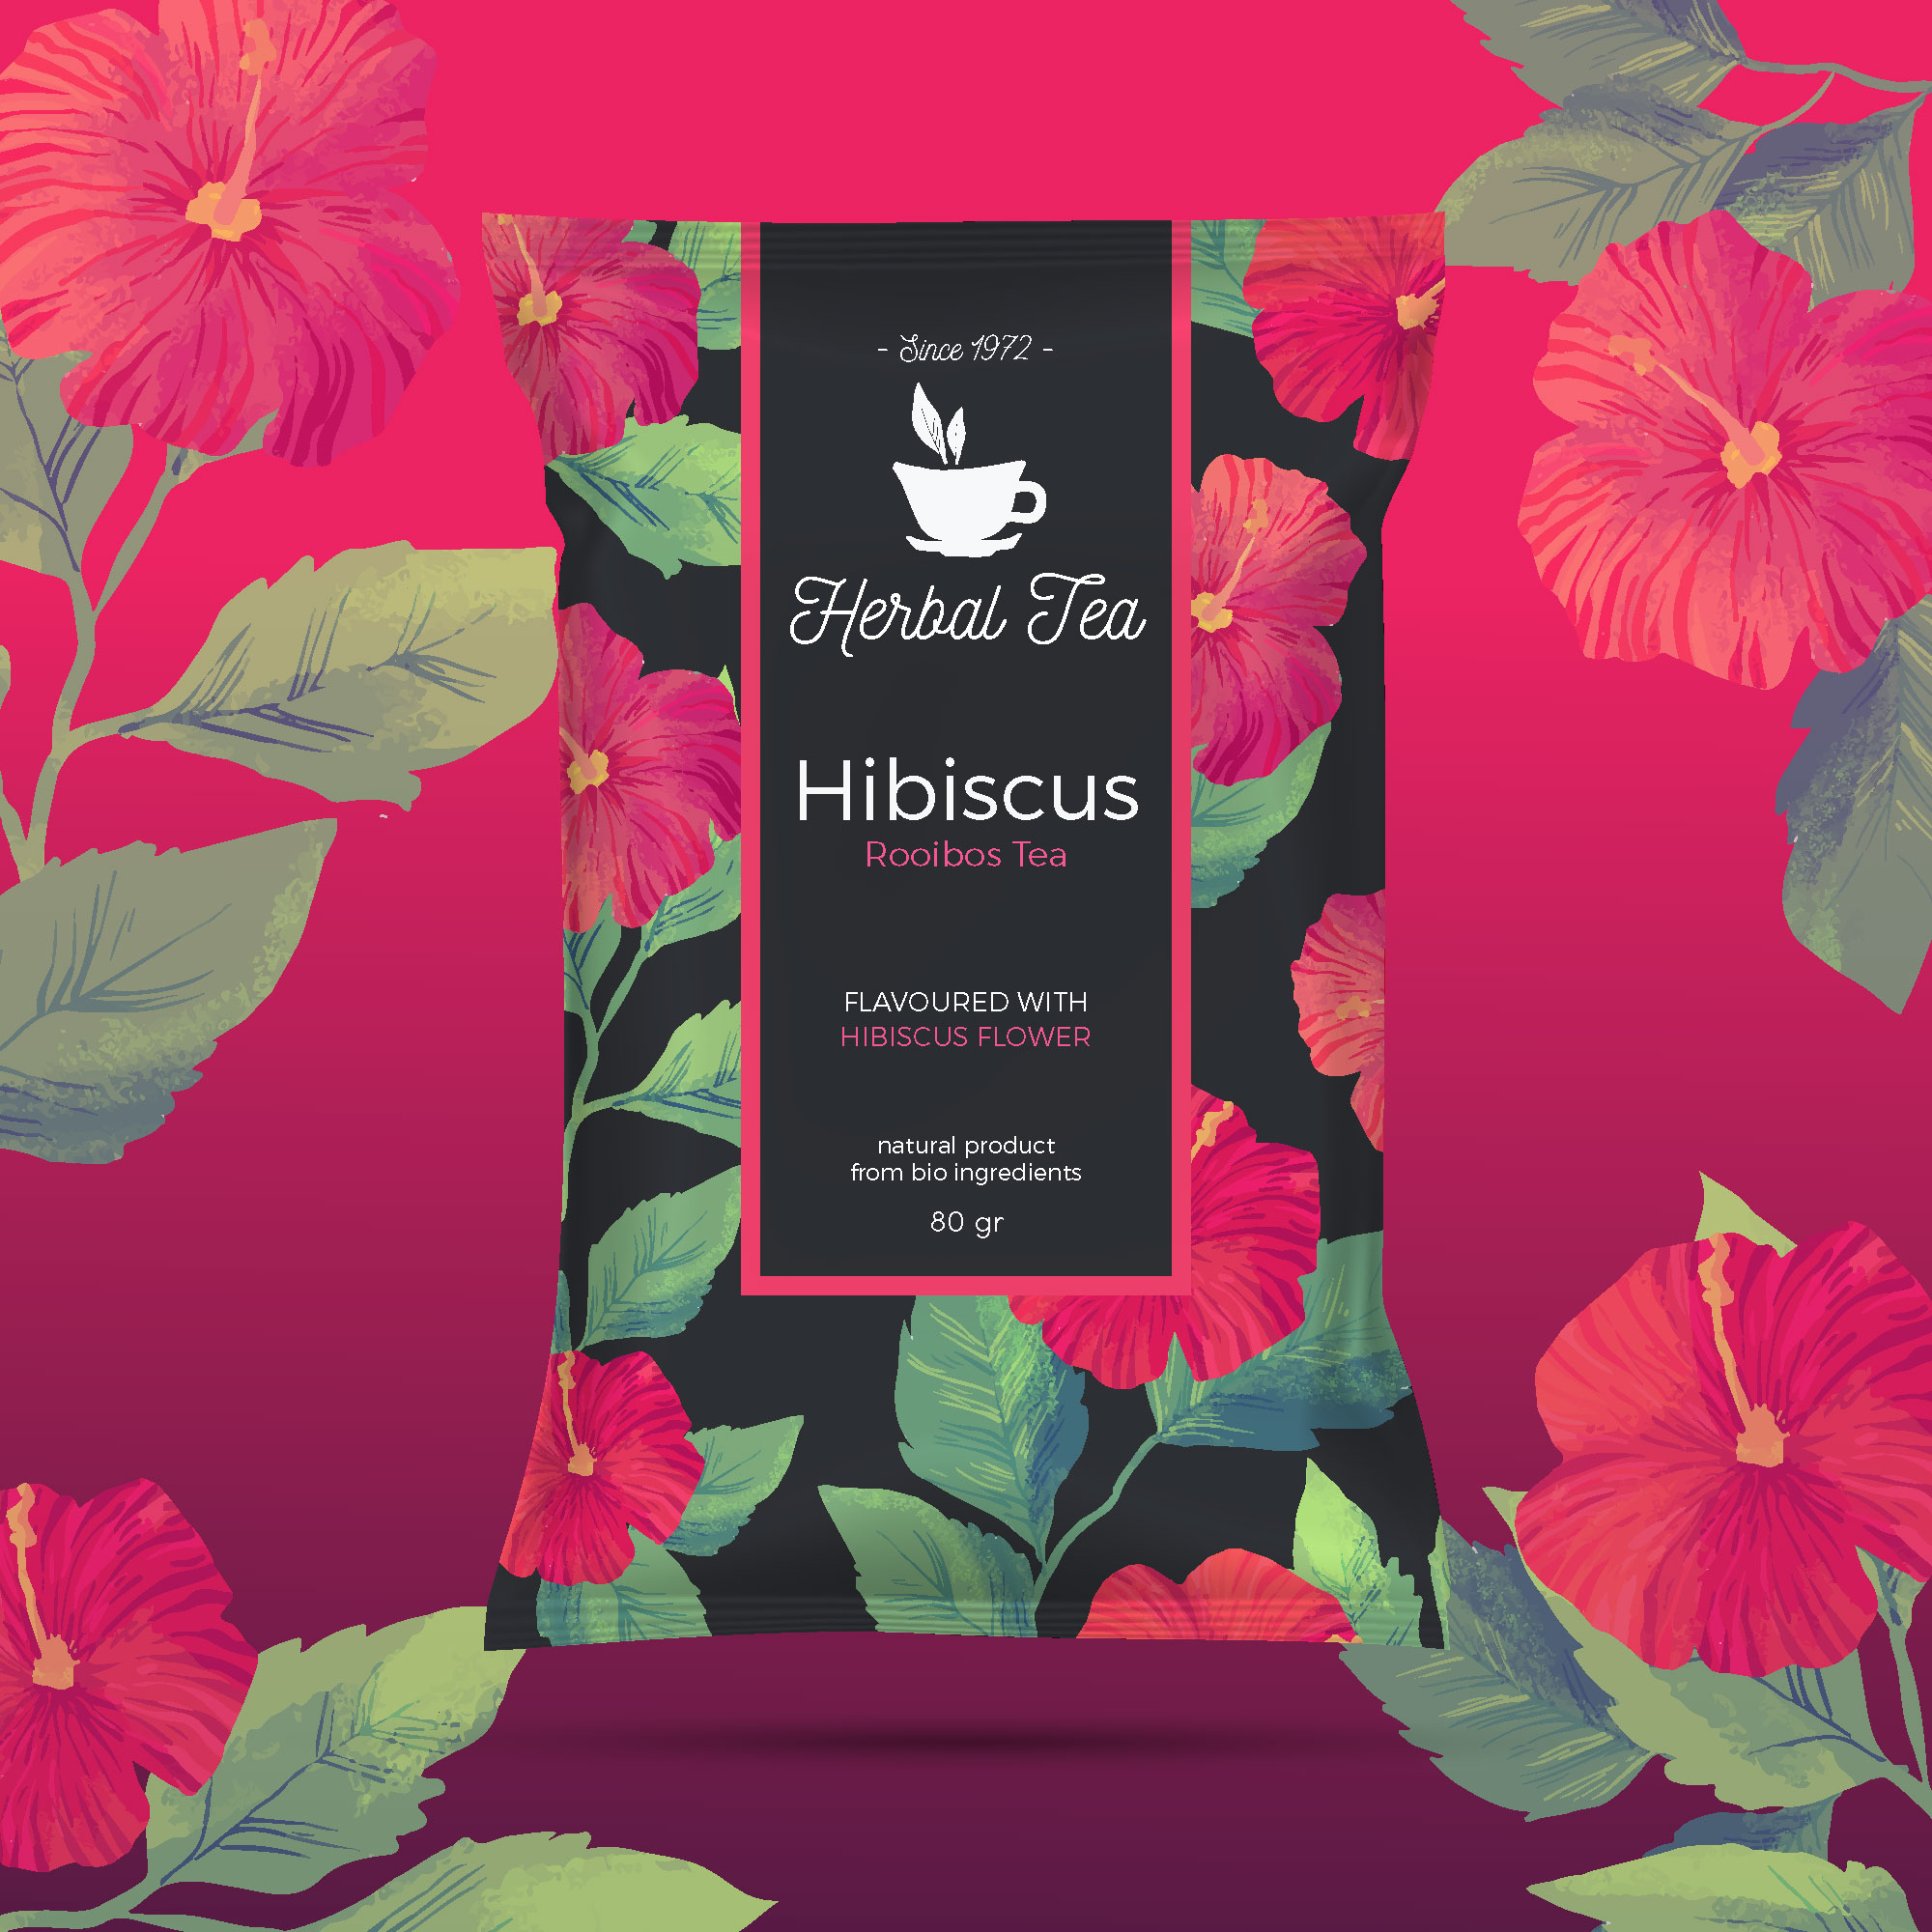 - Since 1972 -
Herbal Tea
Hibiscus
Rooibos Tea
FLAVOURED WITH
HIBISCUS FLOWER
natural product
from bio ingredients
80 gr